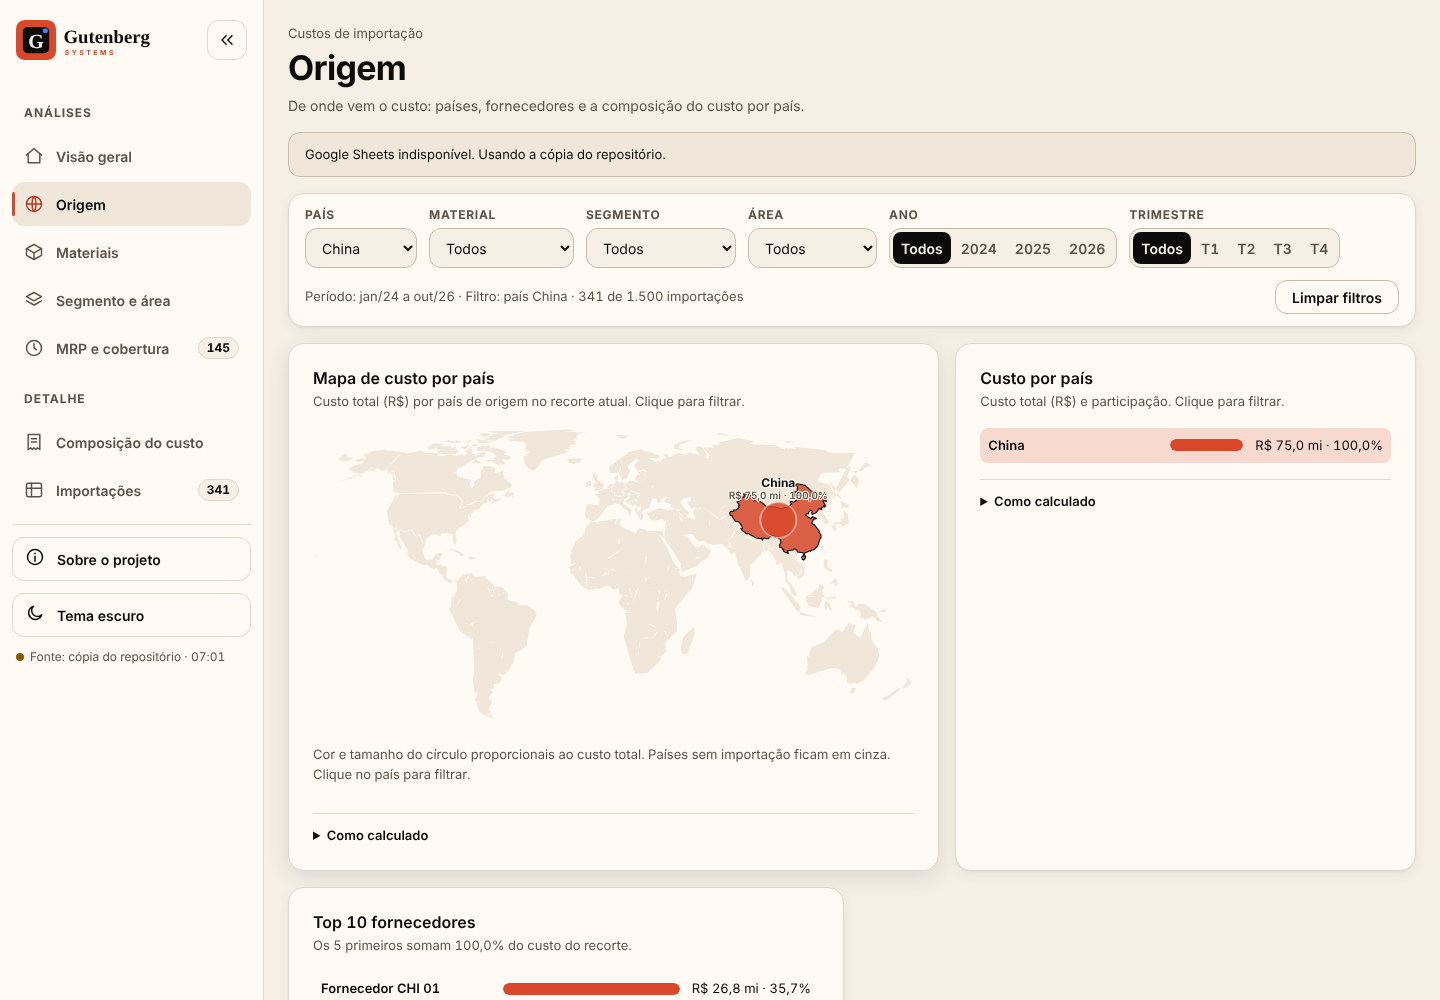 G
Gutenberg
SYSTEMS
ANÁLISES
Visão geral
Origem
Materiais
Segmento e área
MRP e cobertura 145
DETALHE
Composição do custo
Importações 341
Sobre o projeto
Tema escuro
Fonte: cópia do repositório · 07:01
Custos de importação
Origem
De onde vem o custo: países, fornecedores e a composição do custo por país.
Google Sheets indisponível. Usando a cópia do repositório.
PAÍS MATERIAL SEGMENTO ÁREA ANO TRIMESTRE
China Todos Todos Todos Todos 2024 2025 2026 Todos T1 T2 T3 T4
Período: jan/24 a out/26 · Filtro: país China · 341 de 1.500 importações
Limpar filtros
Mapa de custo por país
Custo total (R$) por país de origem no recorte atual. Clique para filtrar.
China
R$ 75,0 mi · 100,0%
Cor e tamanho do círculo proporcionais ao custo total. Países sem importação ficam em cinza.
Clique no país para filtrar.
Como calculado
Custo por país
Custo total (R$) e participação. Clique para filtrar.
China R$ 75,0 mi · 100,0%
Como calculado
Top 10 fornecedores
Os 5 primeiros somam 100,0% do custo do recorte.
Fornecedor CHI 01 R$ 26,8 mi · 35,7%